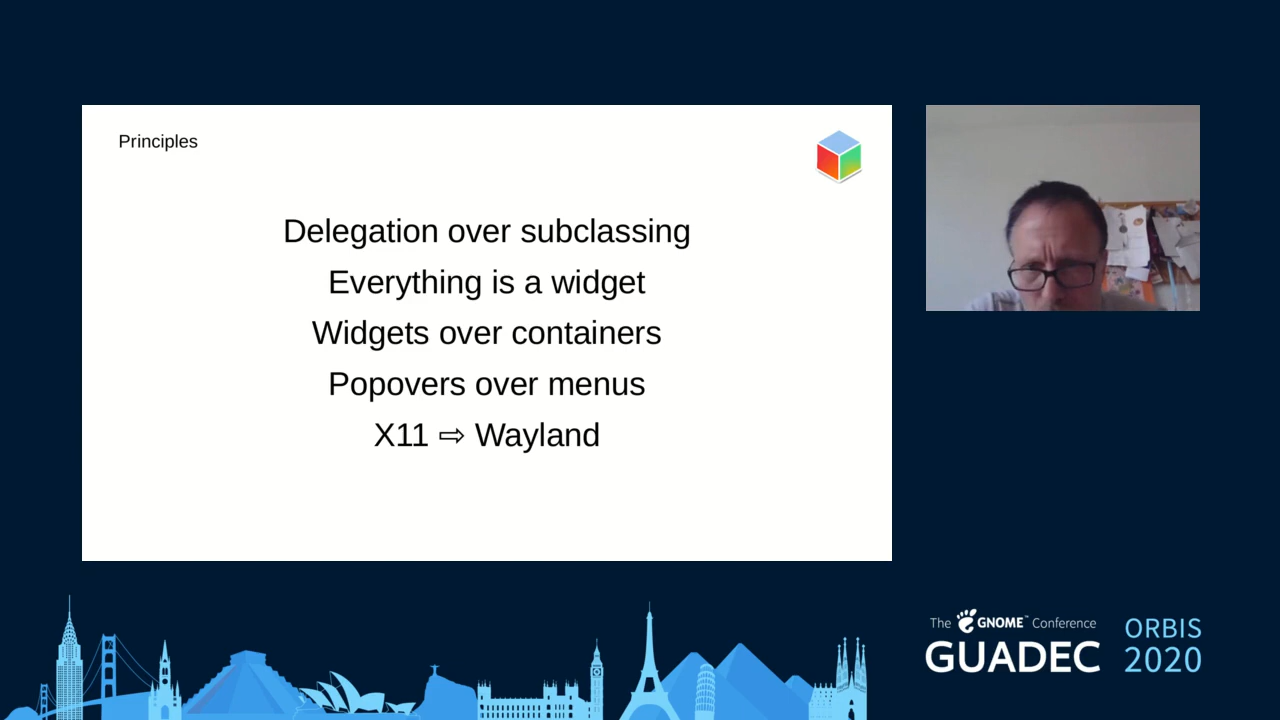 Principles
Delegation over subclassing
Everything is a widget
Widgets over containers
Popovers over menus
X11 ⇨ Wayland
The GNOME™ Conference
GUADEC
ORBIS
2020